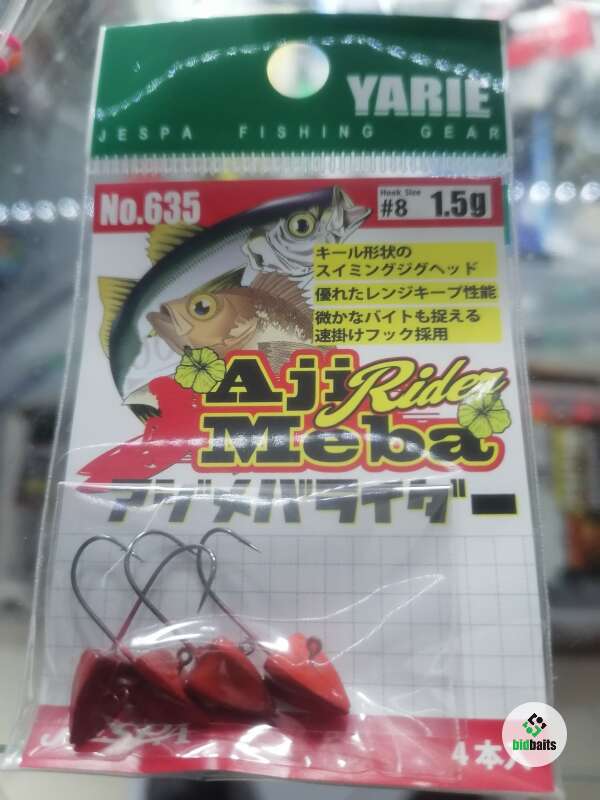 YARIE
JESPA FISHING GEAR
No.635
Hook Size
#8 1.5g
キール形状の
スイミングジグヘッド
優れたレンジキープ性能
微かなバイトも捉える
速掛けフック採用
Aji Rider
Meba
アジメバライダー
JESPA
4本入
bidbaits